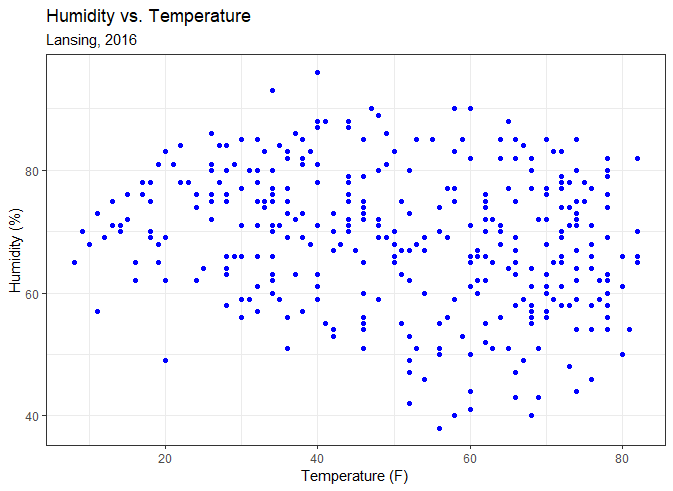 Humidity vs. Temperature
Lansing, 2016
80
60
40
Humidity (%)
20 40 60 80
Temperature (F)